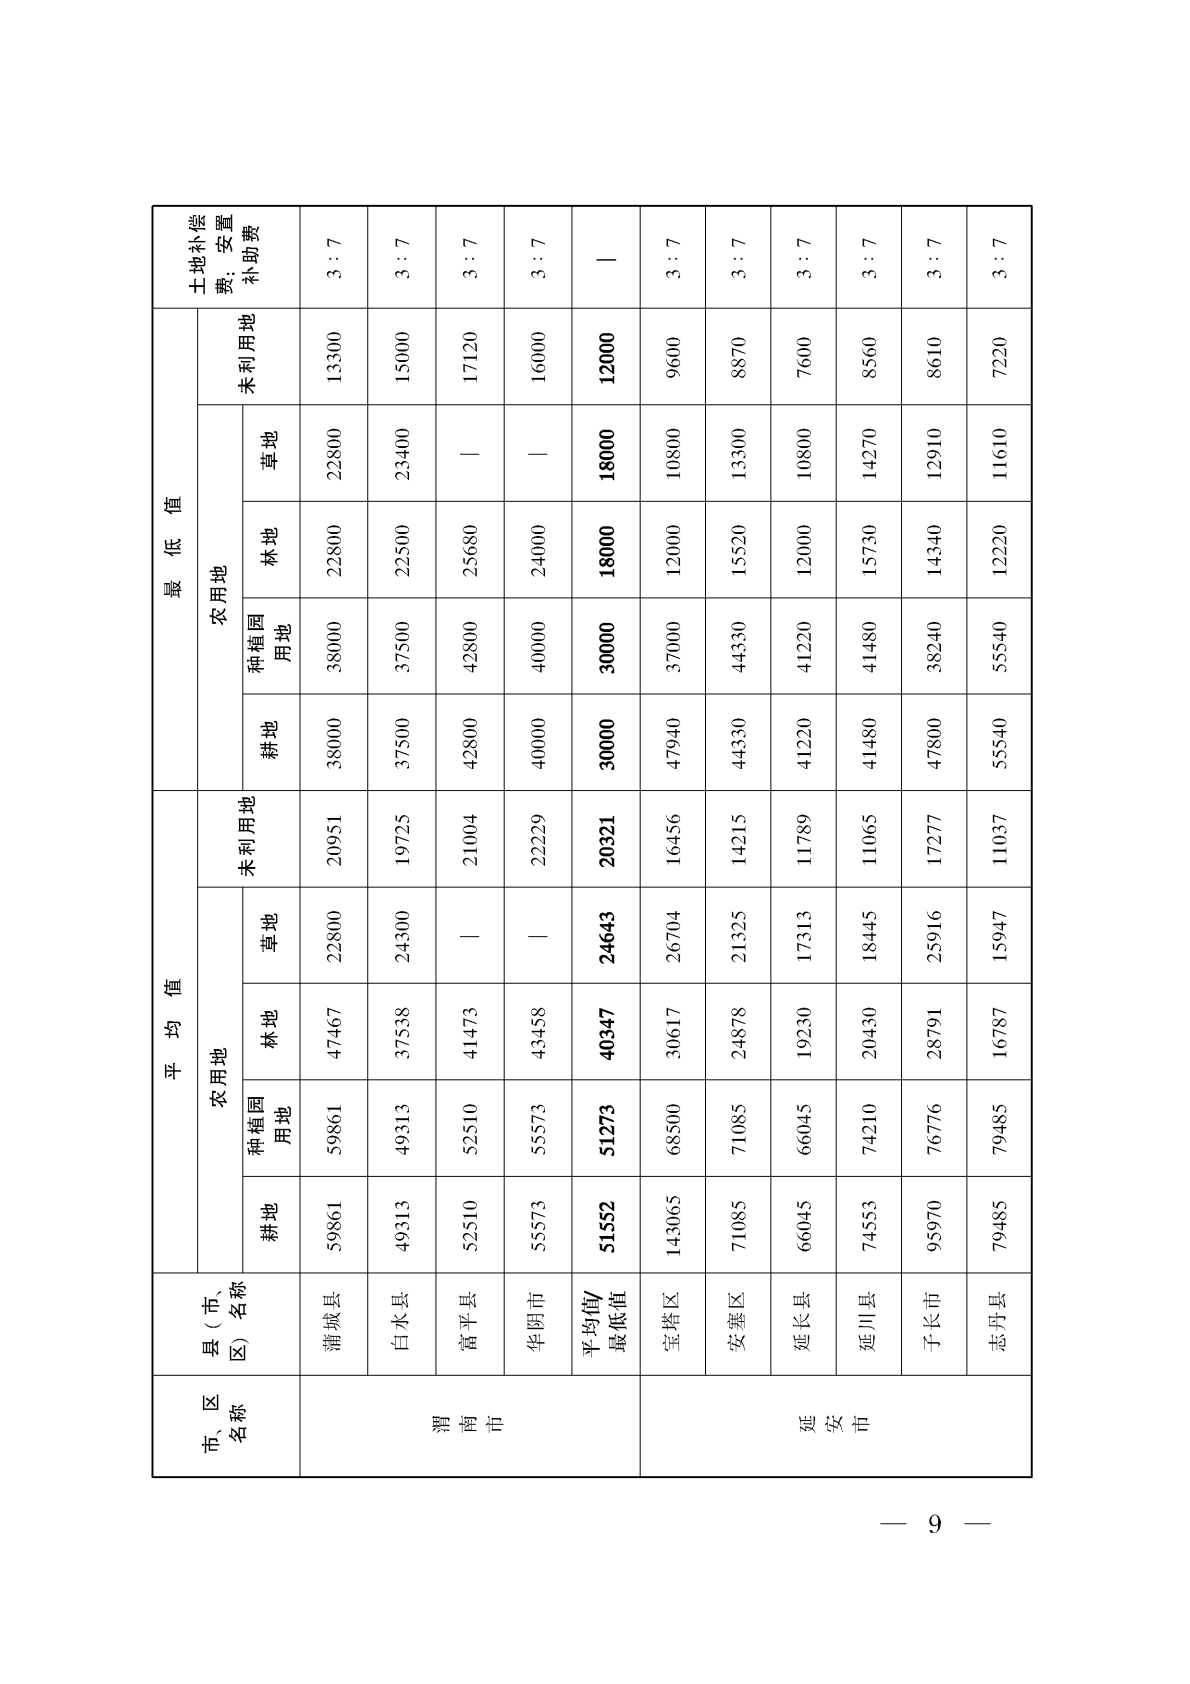 市、区名称 县（市、区）名称 平 均 值 最 低 值 土地补偿费：安置补助费
农用地 未利用地 农用地 未利用地
耕地 种植园用地 林地 草地 耕地 种植园用地 林地 草地
渭南市
蒲城县 59861 59861 47467 22800 20951 38000 38000 22800 22800 13300 3：7
白水县 49313 49313 37538 24300 19725 37500 37500 22500 23400 15000 3：7
富平县 52510 52510 41473 — 21004 42800 42800 25680 — 17120 3：7
华阴市 55573 55573 43458 — 22229 40000 40000 24000 — 16000 3：7
平均值/最低值 51552 51273 40347 24643 20321 30000 30000 18000 18000 12000 —
延安市
宝塔区 143065 68500 30617 26704 16456 47940 37000 12000 10800 9600 3：7
安塞区 71085 71085 24878 21325 14215 44330 44330 15520 13300 8870 3：7
延长县 66045 66045 19230 17313 11789 41220 41220 12000 10800 7600 3：7
延川县 74553 74210 20430 18445 11065 41480 41480 15730 14270 8560 3：7
子长市 95970 76776 28791 25916 17277 47800 38240 14340 12910 8610 3：7
志丹县 79485 79485 16787 15947 11037 55540 55540 12220 11610 7220 3：7
— 9 —